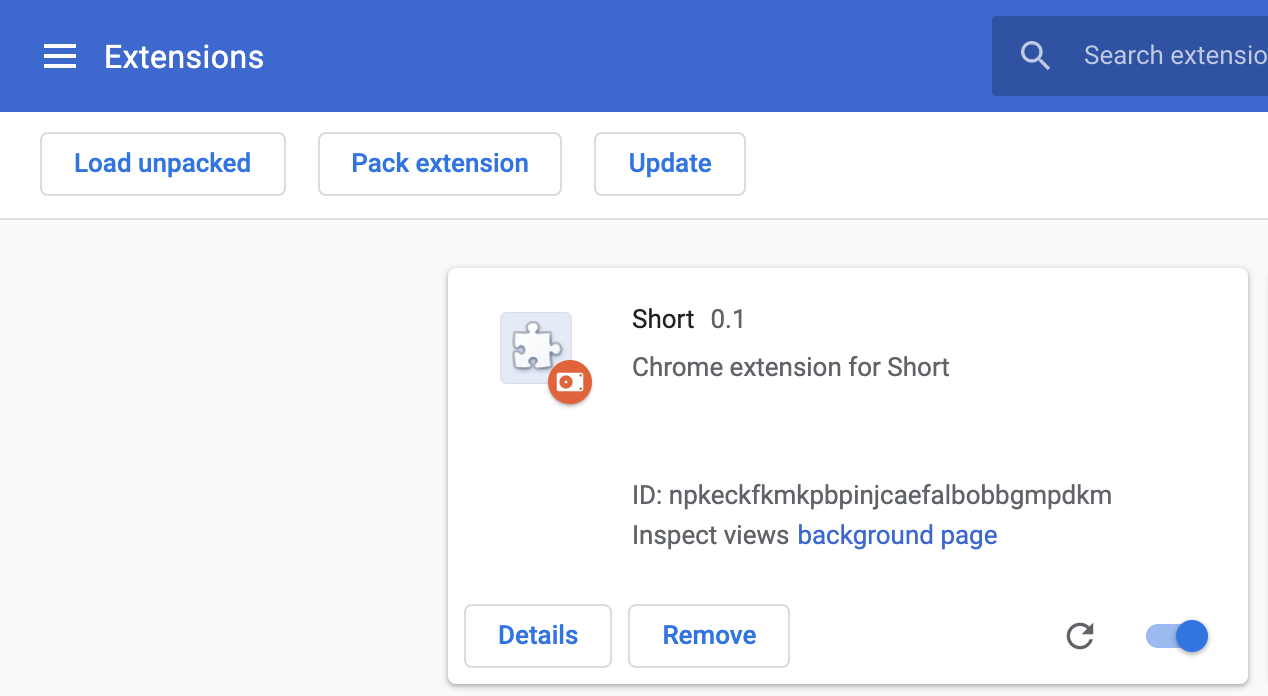 Extensions
Search extensio
Load unpacked
Pack extension
Update
Short 0.1
Chrome extension for Short
ID: npkeckfkmkpbpinjcaefalbobbgmpdkm
Inspect views background page
Details
Remove